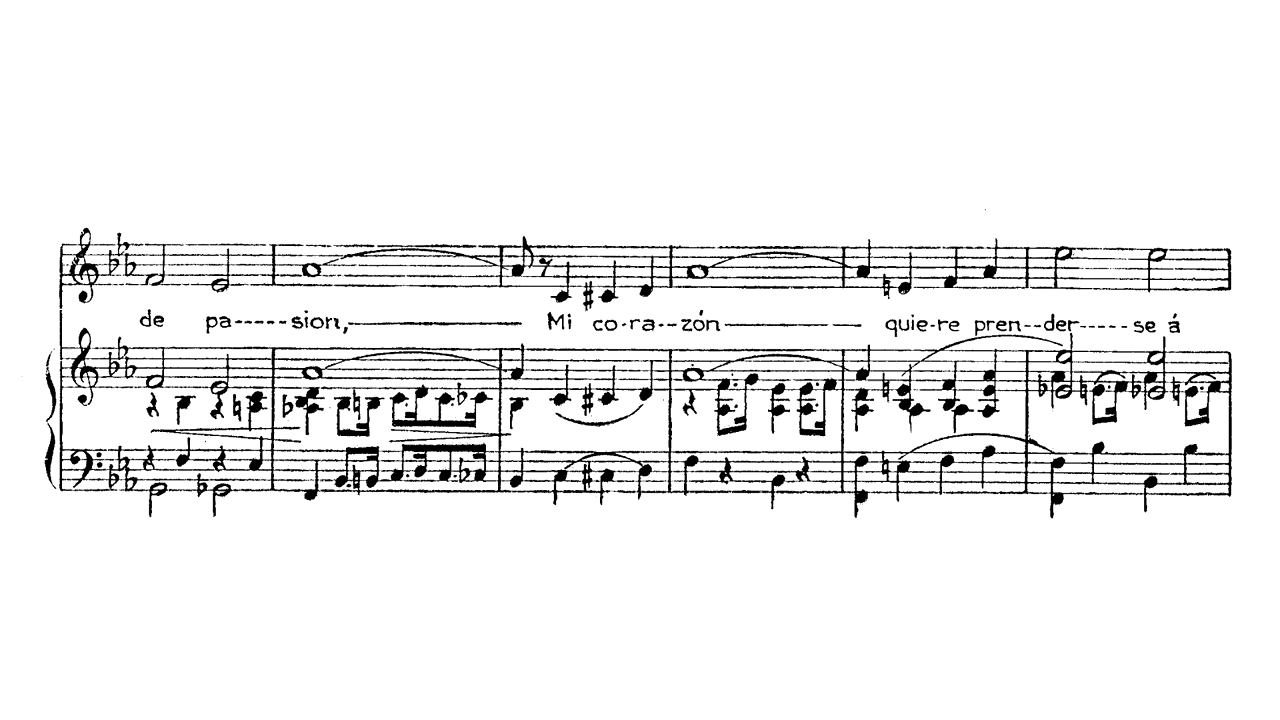 de pa-----sion,———— Mi co-ra--zón———— quie-re pren--der-----se á